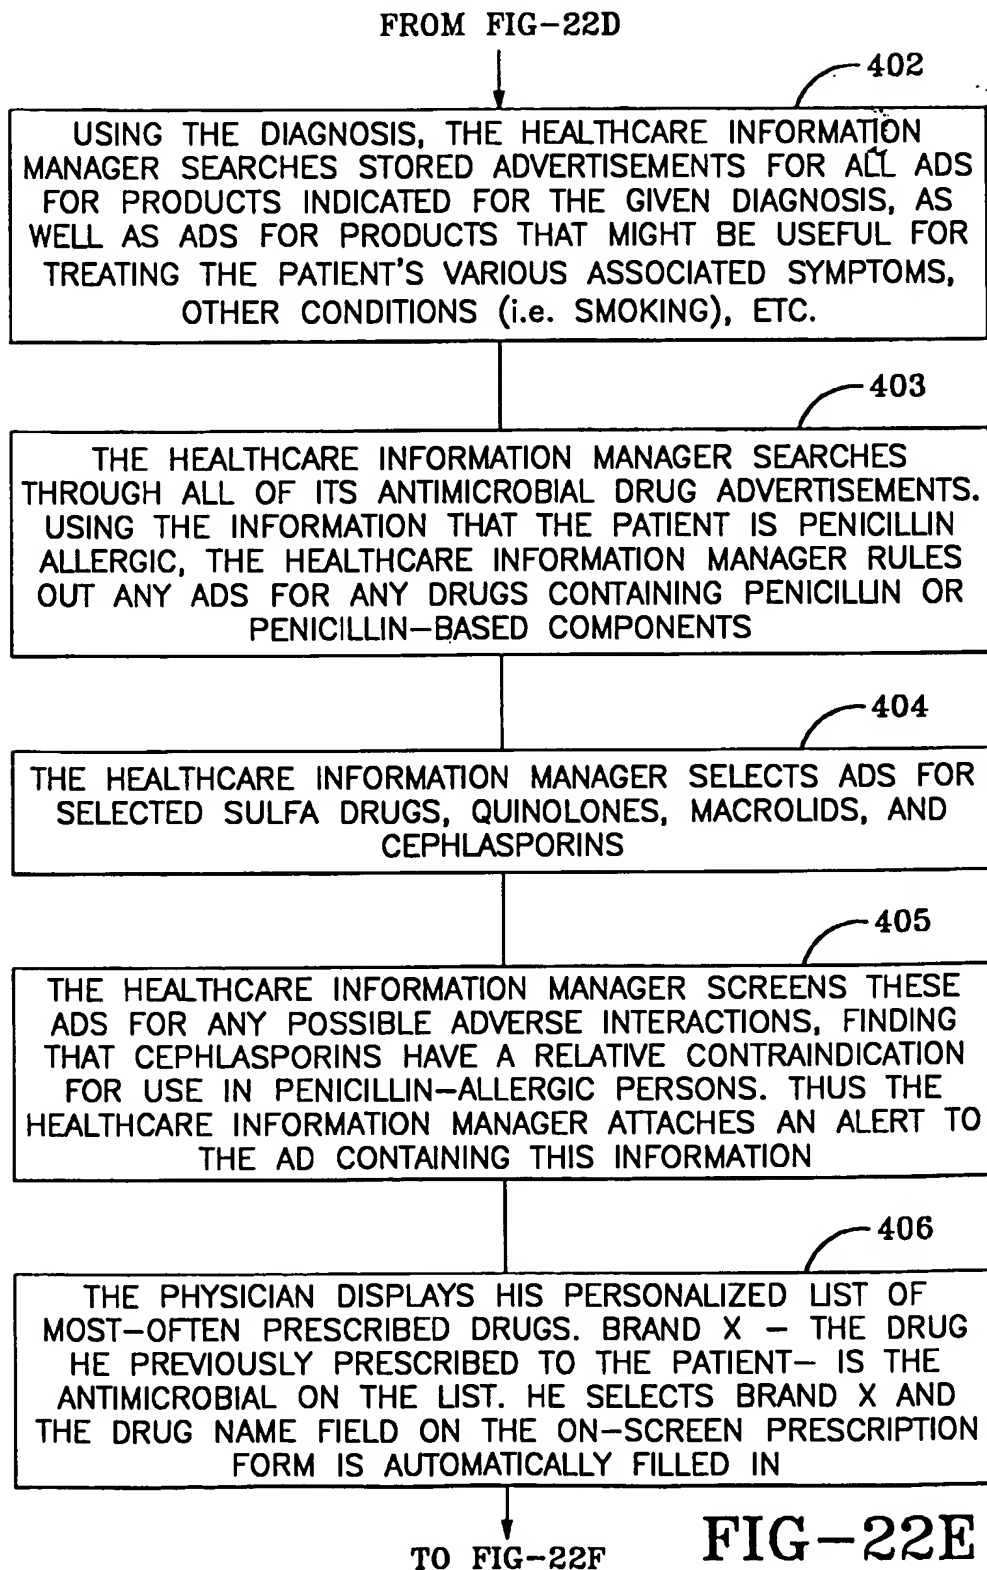 FROM FIG-22D
402
USING THE DIAGNOSIS, THE HEALTHCARE INFORMATION
MANAGER SEARCHES STORED ADVERTISEMENTS FOR ALL ADS
FOR PRODUCTS INDICATED FOR THE GIVEN DIAGNOSIS, AS
WELL AS ADS FOR PRODUCTS THAT MIGHT BE USEFUL FOR
TREATING THE PATIENT'S VARIOUS ASSOCIATED SYMPTOMS,
OTHER CONDITIONS (i.e. SMOKING), ETC.
403
THE HEALTHCARE INFORMATION MANAGER SEARCHES
THROUGH ALL OF ITS ANTIMICROBIAL DRUG ADVERTISEMENTS.
USING THE INFORMATION THAT THE PATIENT IS PENICILLIN
ALLERGIC, THE HEALTHCARE INFORMATION MANAGER RULES
OUT ANY ADS FOR ANY DRUGS CONTAINING PENICILLIN OR
PENICILLIN-BASED COMPONENTS
404
THE HEALTHCARE INFORMATION MANAGER SELECTS ADS FOR
SELECTED SULFA DRUGS, QUINOLONES, MACROLIDS, AND
CEPHLASPORINS
405
THE HEALTHCARE INFORMATION MANAGER SCREENS THESE
ADS FOR ANY POSSIBLE ADVERSE INTERACTIONS, FINDING
THAT CEPHLASPORINS HAVE A RELATIVE CONTRAINDICATION
FOR USE IN PENICILLIN-ALLERGIC PERSONS. THUS THE
HEALTHCARE INFORMATION MANAGER ATTACHES AN ALERT TO
THE AD CONTAINING THIS INFORMATION
406
THE PHYSICIAN DISPLAYS HIS PERSONALIZED LIST OF
MOST-OFTEN PRESCRIBED DRUGS. BRAND X - THE DRUG
HE PREVIOUSLY PRESCRIBED TO THE PATIENT- IS THE
ANTIMICROBIAL ON THE LIST. HE SELECTS BRAND X AND
THE DRUG NAME FIELD ON THE ON-SCREEN PRESCRIPTION
FORM IS AUTOMATICALLY FILLED IN
TO FIG-22F
FIG-22E